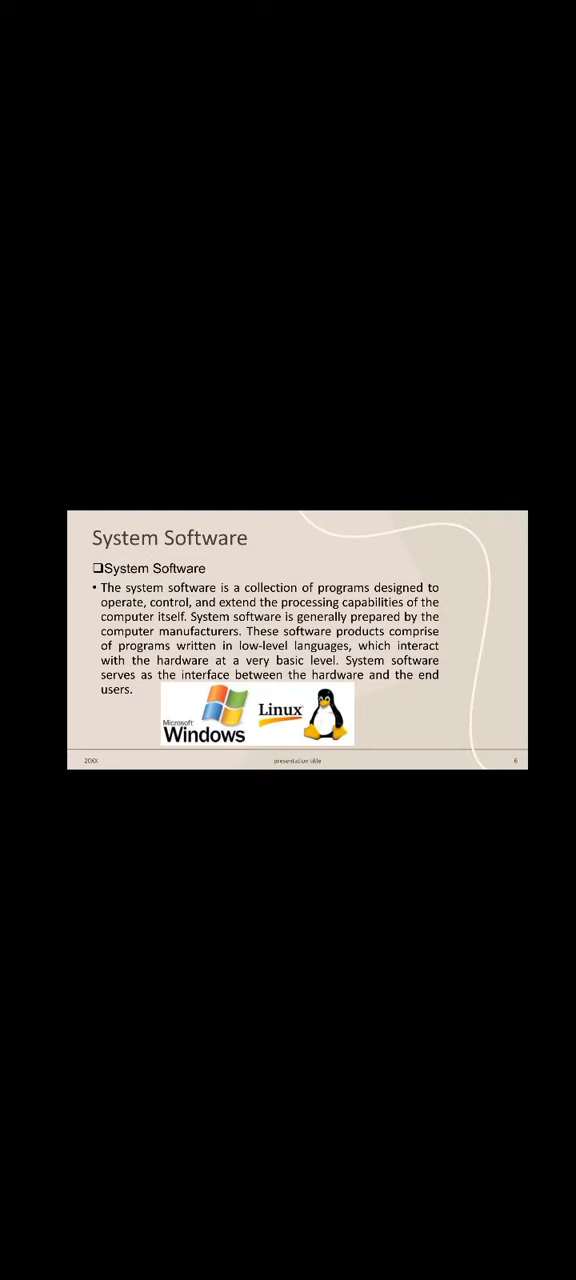 System Software
❑System Software
• The system software is a collection of programs designed to
operate, control, and extend the processing capabilities of the
computer itself. System software is generally prepared by the
computer manufacturers. These software products comprise
of programs written in low-level languages, which interact
with the hardware at a very basic level. System software
serves as the interface between the hardware and the end
users.
Microsoft
Windows
Linux
20XX
presentation title
6